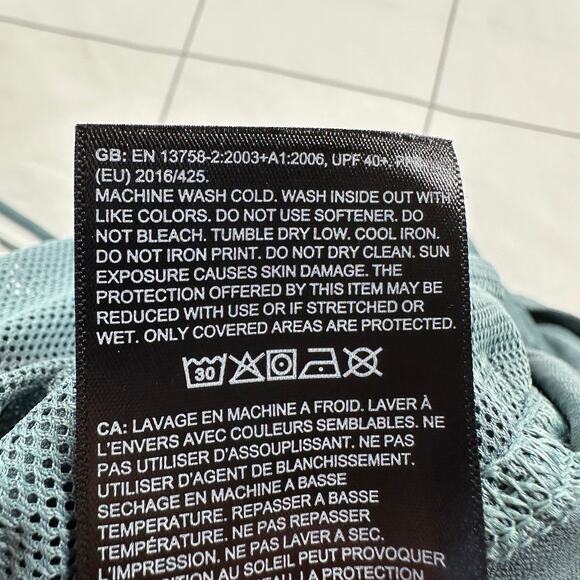 GB: EN 13758-2:2003+A1:2006, UPF 40+.
(EU) 2016/425.
MACHINE WASH COLD. WASH INSIDE OUT WITH
LIKE COLORS. DO NOT USE SOFTENER. DO
NOT BLEACH. TUMBLE DRY LOW. COOL IRON.
DO NOT IRON PRINT. DO NOT DRY CLEAN. SUN
EXPOSURE CAUSES SKIN DAMAGE. THE
PROTECTION OFFERED BY THIS ITEM MAY BE
REDUCED WITH USE OR IF STRETCHED OR
WET. ONLY COVERED AREAS ARE PROTECTED.
30
CA: LAVAGE EN MACHINE A FROID. LAVER À
L'ENVERS AVEC COULEURS SEMBLABLES. NE
PAS UTILISER D'ASSOUPLISSANT. NE PAS
UTILISER D'AGENT DE BLANCHISSEMENT.
SECHAGE EN MACHINE A BASSE
TEMPERATURE. REPASSER A BASSE
TEMPÉRATURE. NE PAS REPASSER
L'IMPRESSION. NE PAS LAVER A SEC.
L'EXPOSITION AU SOLEIL PEUT PROVOQUER